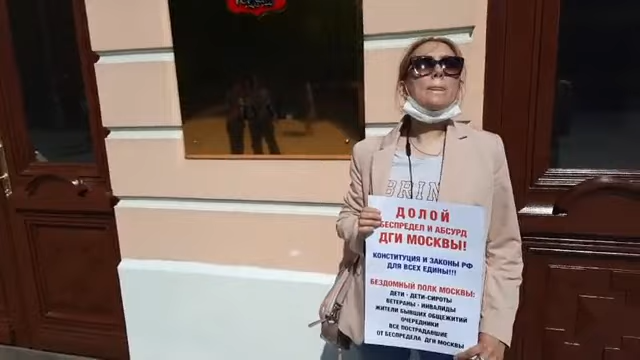 BRIN
ДОЛОЙ
БЕСПРЕДЕЛ И АБСУРД
ДГИ МОСКВЫ!
КОНСТИТУЦИЯ И ЗАКОНЫ РФ
ДЛЯ ВСЕХ ЕДИНЫ!!!
БЕЗДОМНЫЙ ПОЛК МОСКВЫ:
ДЕТИ - ДЕТИ-СИРОТЫ
ВЕТЕРАНЫ - ИНВАЛИДЫ
ЖИТЕЛИ БЫВШИХ ОБЩЕЖИТИЙ
ОЧЕРЕДНИКИ
ВСЕ ПОСТРАДАВШИЕ
ОТ БЕСПРЕДЕЛА ДГИ МОСКВЫ